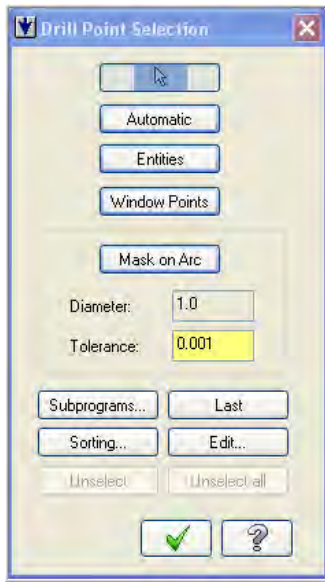 Drill Point Selection
Automatic
Entities
Window Points
Mask on Arc
Diameter: 1.0
Tolerance: 0.001
Subprograms... Last
Sorting... Edit...
Unselect Unselect all